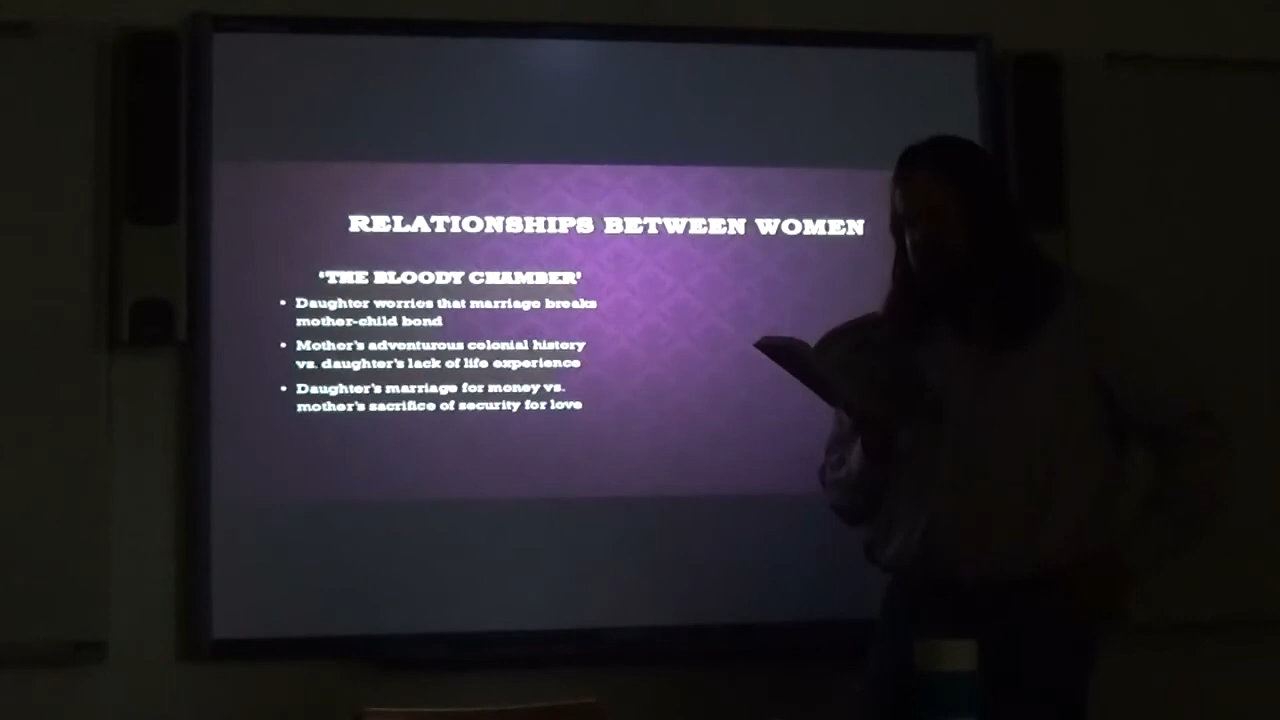 RELATIONSHIPS BETWEEN WOMEN
'THE BLOODY CHAMBER'
• Daughter worries that marriage breaks
mother-child bond
• Mother's adventurous colonial history
vs. daughter's lack of life experience
• Daughter's marriage for money vs.
mother's sacrifice of security for love